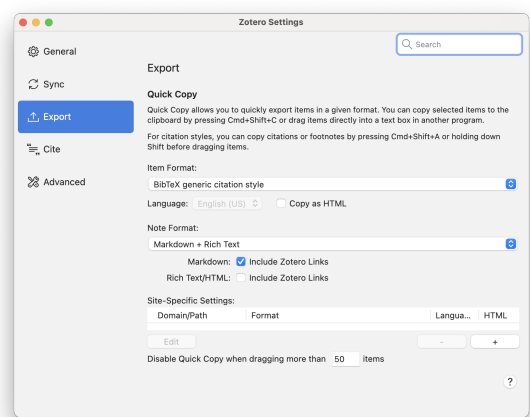 Zotero Settings
Search
General
Sync
Export
Cite
Advanced
Export
Quick Copy
Quick Copy allows you to quickly export items in a given format. You can copy selected items to the
clipboard by pressing Cmd+Shift+C or drag items directly into a text box in another program.
For citation styles, you can copy citations or footnotes by pressing Cmd+Shift+A or holding down
Shift before dragging items.
Item Format:
BibTeX generic citation style
Language: English (US) Copy as HTML
Note Format:
Markdown + Rich Text
Markdown: Include Zotero Links
Rich Text/HTML: Include Zotero Links
Site-Specific Settings:
Domain/Path Format Langua... HTML
Edit - +
Disable Quick Copy when dragging more than 50 items
?